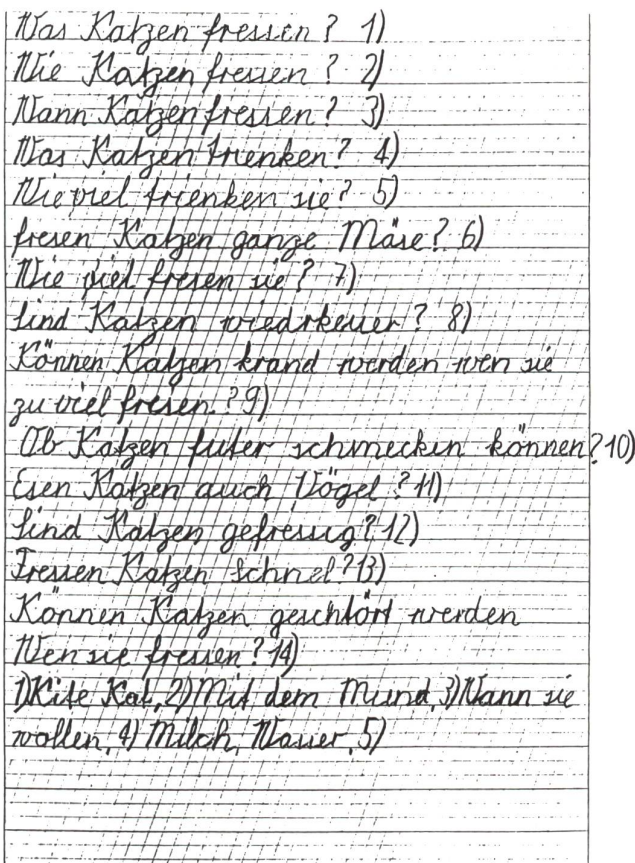 Was Katzen fressen? 1)
Wie Katzen fressen? 2)
Wann Katzen fressen? 3)
Was Katzen trienken? 4)
Wie viel trienken sie? 5)
fresen Katzen ganze Mäse? 6)
Wie viel fresen sie? 7)
Sind Katzen wiedrkeuer? 8)
Können Katzen krand werden wen sie
zu viel fresen? 9)
Ob Katzen futer schmecken können? 10)
Esen Katzen auch Vögel? 11)
Sind Katzen gefressig? 12)
Fressen Katzen Schnel? 13)
Können Katzen geschtört werden
Wen sie fressen? 14)
1) Kite Kat, 2) Mit dem Mund, 3) Wann sie
wollen, 4) Milch, Wasser, 5)